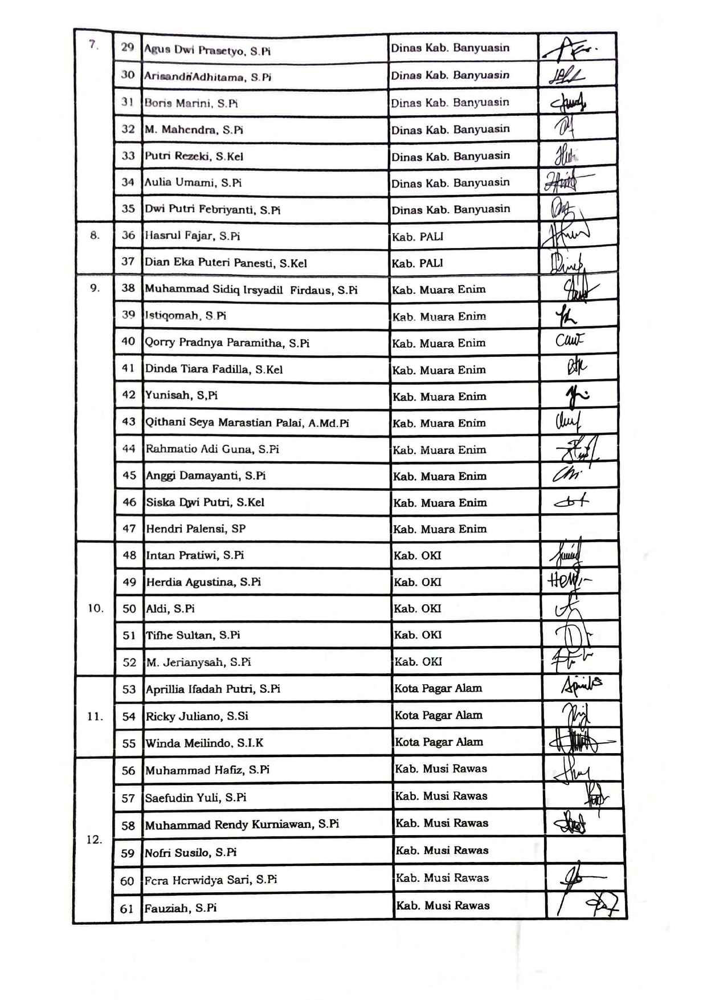 7. 29 Agus Dwi Prasetyo, S.Pi Dinas Kab. Banyuasin
30 Arisandi Adhitama, S.Pi Dinas Kab. Banyuasin
31 Boris Marini, S.Pi Dinas Kab. Banyuasin
32 M. Mahendra, S.Pi Dinas Kab. Banyuasin
33 Putri Rezeki, S.Kel Dinas Kab. Banyuasin
34 Aulia Umami, S.Pi Dinas Kab. Banyuasin
35 Dwi Putri Febriyanti, S.Pi Dinas Kab. Banyuasin
8. 36 Hasrul Fajar, S.Pi Kab. PALI
37 Dian Eka Puteri Panesti, S.Kel Kab. PALI
9. 38 Muhammad Sidiq Irsyadil Firdaus, S.Pi Kab. Muara Enim
39 Istiqomah, S.Pi Kab. Muara Enim
40 Qorry Pradnya Paramitha, S.Pi Kab. Muara Enim
41 Dinda Tiara Fadilla, S.Kel Kab. Muara Enim
42 Yunisah, S,Pi Kab. Muara Enim
43 Qithani Seya Marastian Palai, A.Md.Pi Kab. Muara Enim
44 Rahmatio Adi Guna, S.Pi Kab. Muara Enim
45 Anggi Damayanti, S.Pi Kab. Muara Enim
46 Siska Dwi Putri, S.Kel Kab. Muara Enim
47 Hendri Palensi, SP Kab. Muara Enim
48 Intan Pratiwi, S.Pi Kab. OKI
49 Herdia Agustina, S.Pi Kab. OKI
10. 50 Aldi, S.Pi Kab. OKI
51 Tifhe Sultan, S.Pi Kab. OKI
52 M. Jerianysah, S.Pi Kab. OKI
53 Aprillia Ifadah Putri, S.Pi Kota Pagar Alam
11. 54 Ricky Juliano, S.Si Kota Pagar Alam
55 Winda Meilindo, S.I.K Kota Pagar Alam
56 Muhammad Hafiz, S.Pi Kab. Musi Rawas
57 Saefudin Yuli, S.Pi Kab. Musi Rawas
58 Muhammad Rendy Kurniawan, S.Pi Kab. Musi Rawas
12. 59 Nofri Susilo, S.Pi Kab. Musi Rawas
60 Fera Herwidya Sari, S.Pi Kab. Musi Rawas
61 Fauziah, S.Pi Kab. Musi Rawas